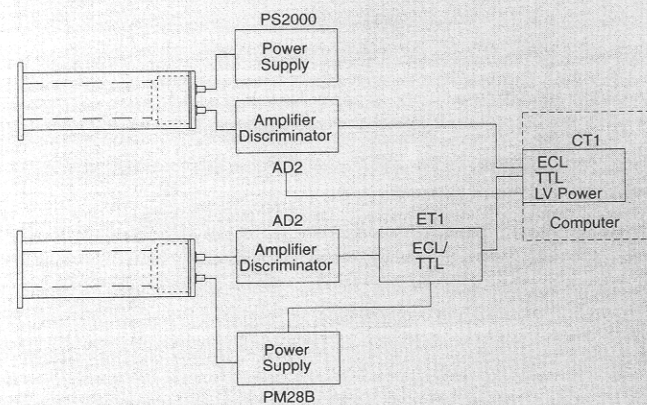 PS2000
Power
Supply
Amplifier
Discriminator
AD2
CT1
ECL
TTL
LV Power
Computer
AD2
Amplifier
Discriminator
ET1
ECL/
TTL
Power
Supply
PM28B